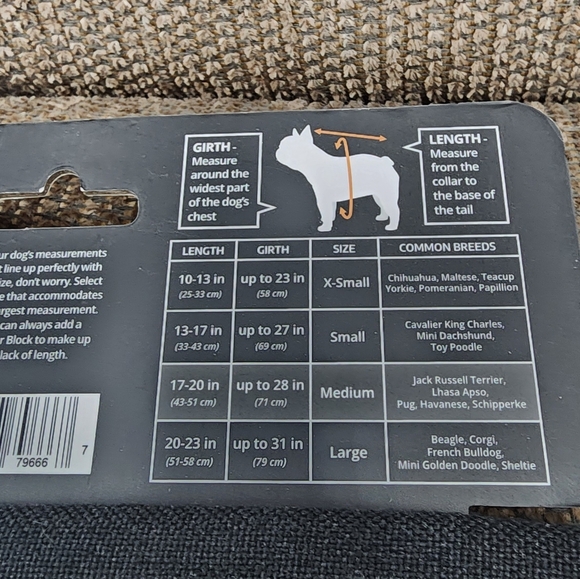 GIRTH -
Measure
around the
widest part
of the dog's
chest
LENGTH -
Measure
from the
collar to
the base of
the tail
LENGTH GIRTH SIZE COMMON BREEDS
10-13 in up to 23 in X-Small Chihuahua, Maltese, Teacup
(25-33 cm) (58 cm) Yorkie, Pomeranian, Papillion
13-17 in up to 27 in Small Cavalier King Charles,
(33-43 cm) (69 cm) Mini Dachshund,
Toy Poodle
17-20 in up to 28 in Medium Jack Russell Terrier,
(43-51 cm) (71 cm) Lhasa Apso,
Pug, Havanese, Schipperke
20-23 in up to 31 in Large Beagle, Corgi,
(51-58 cm) (79 cm) French Bulldog,
Mini Golden Doodle, Sheltie
dog's measurements
line up perfectly with
don't worry. Select
that accommodates
measurement.
can always add a
Block to make up
lack of length.
79666 7